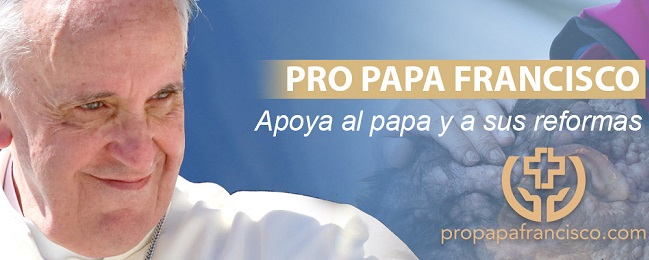 PRO PAPA FRANCISCO
Apoya al papa y a sus reformas
propapafrancisco.com